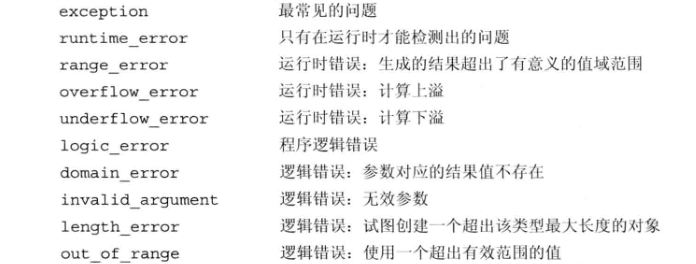 exception 最常见的问题
runtime_error 只有在运行时才能检测出的问题
range_error 运行时错误：生成的结果超出了有意义的值域范围
overflow_error 运行时错误：计算上溢
underflow_error 运行时错误：计算下溢
logic_error 程序逻辑错误
domain_error 逻辑错误：参数对应的结果值不存在
invalid_argument 逻辑错误：无效参数
length_error 逻辑错误：试图创建一个超出该类型最大长度的对象
out_of_range 逻辑错误：使用一个超出有效范围的值